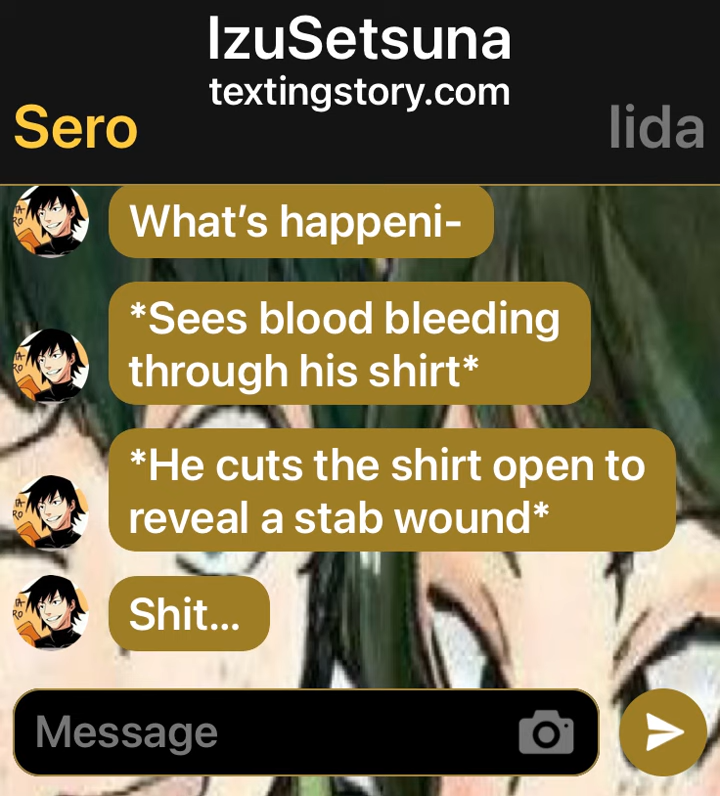 IzuSetsuna
textingstory.com
Sero
Iida
What's happeni-
*Sees blood bleeding
through his shirt*
*He cuts the shirt open to
reveal a stab wound*
Shit...
Message